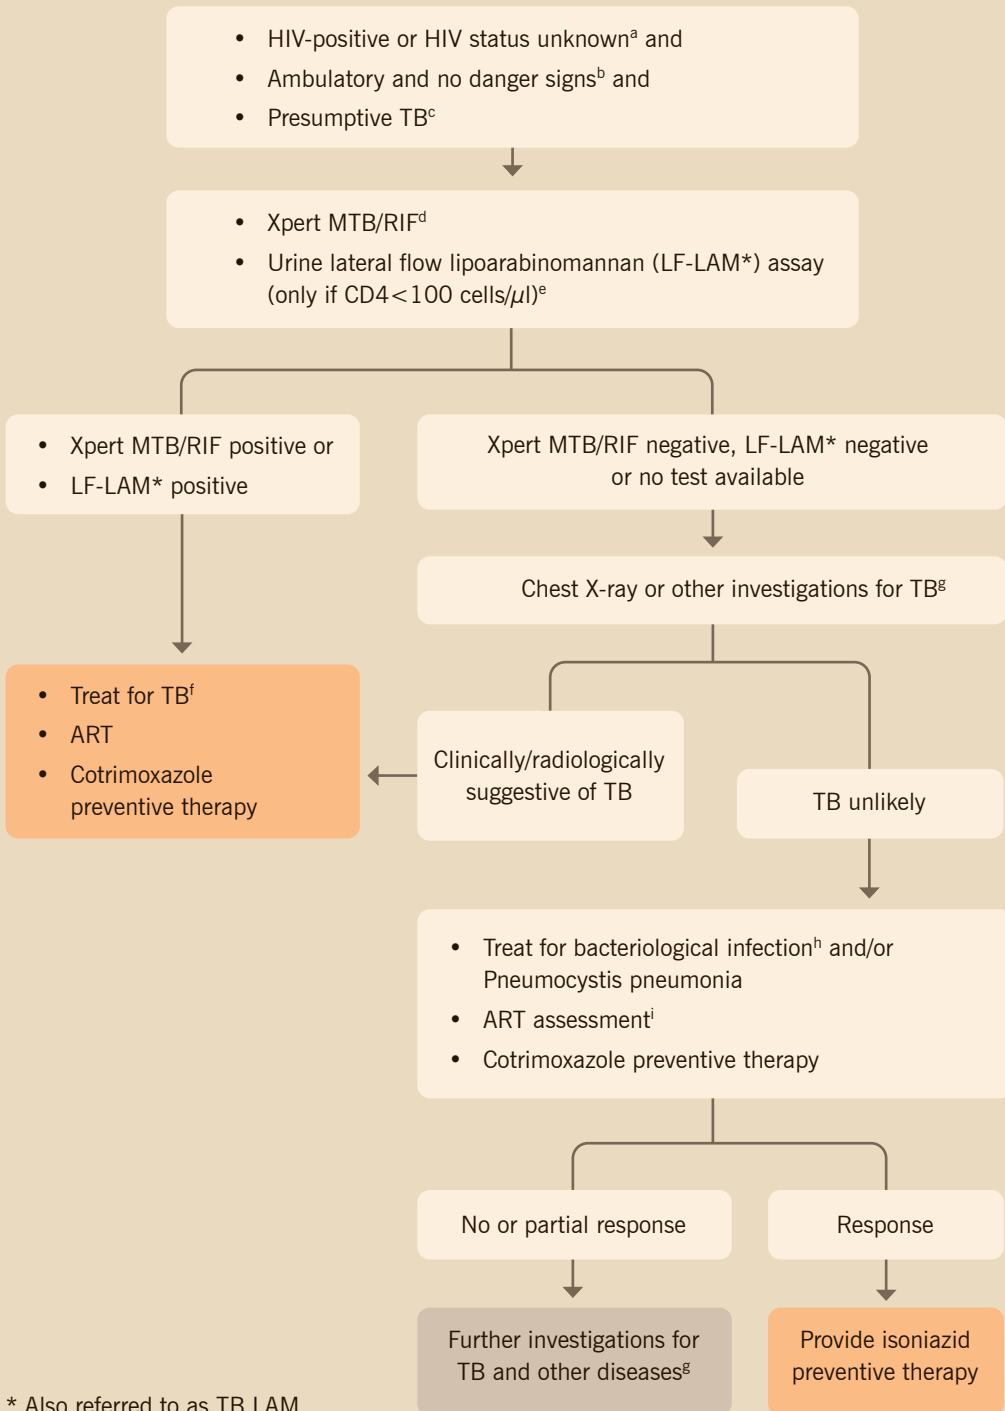 • HIV-positive or HIV status unknownᵃ and
• Ambulatory and no danger signsᵇ and
• Presumptive TBᶜ
• Xpert MTB/RIFᵈ
• Urine lateral flow lipoarabinomannan (LF-LAM*) assay
(only if CD4<100 cells/µl)ᵉ
• Xpert MTB/RIF positive or
• LF-LAM* positive
Xpert MTB/RIF negative, LF-LAM* negative
or no test available
Chest X-ray or other investigations for TBᵍ
• Treat for TBᶠ
• ART
• Cotrimoxazole
preventive therapy
Clinically/radiologically
suggestive of TB
TB unlikely
• Treat for bacteriological infectionʰ and/or
Pneumocystis pneumonia
• ART assessmentⁱ
• Cotrimoxazole preventive therapy
No or partial response
Response
Further investigations for
TB and other diseasesᵍ
Provide isoniazid
preventive therapy
* Also referred to as TB LAM